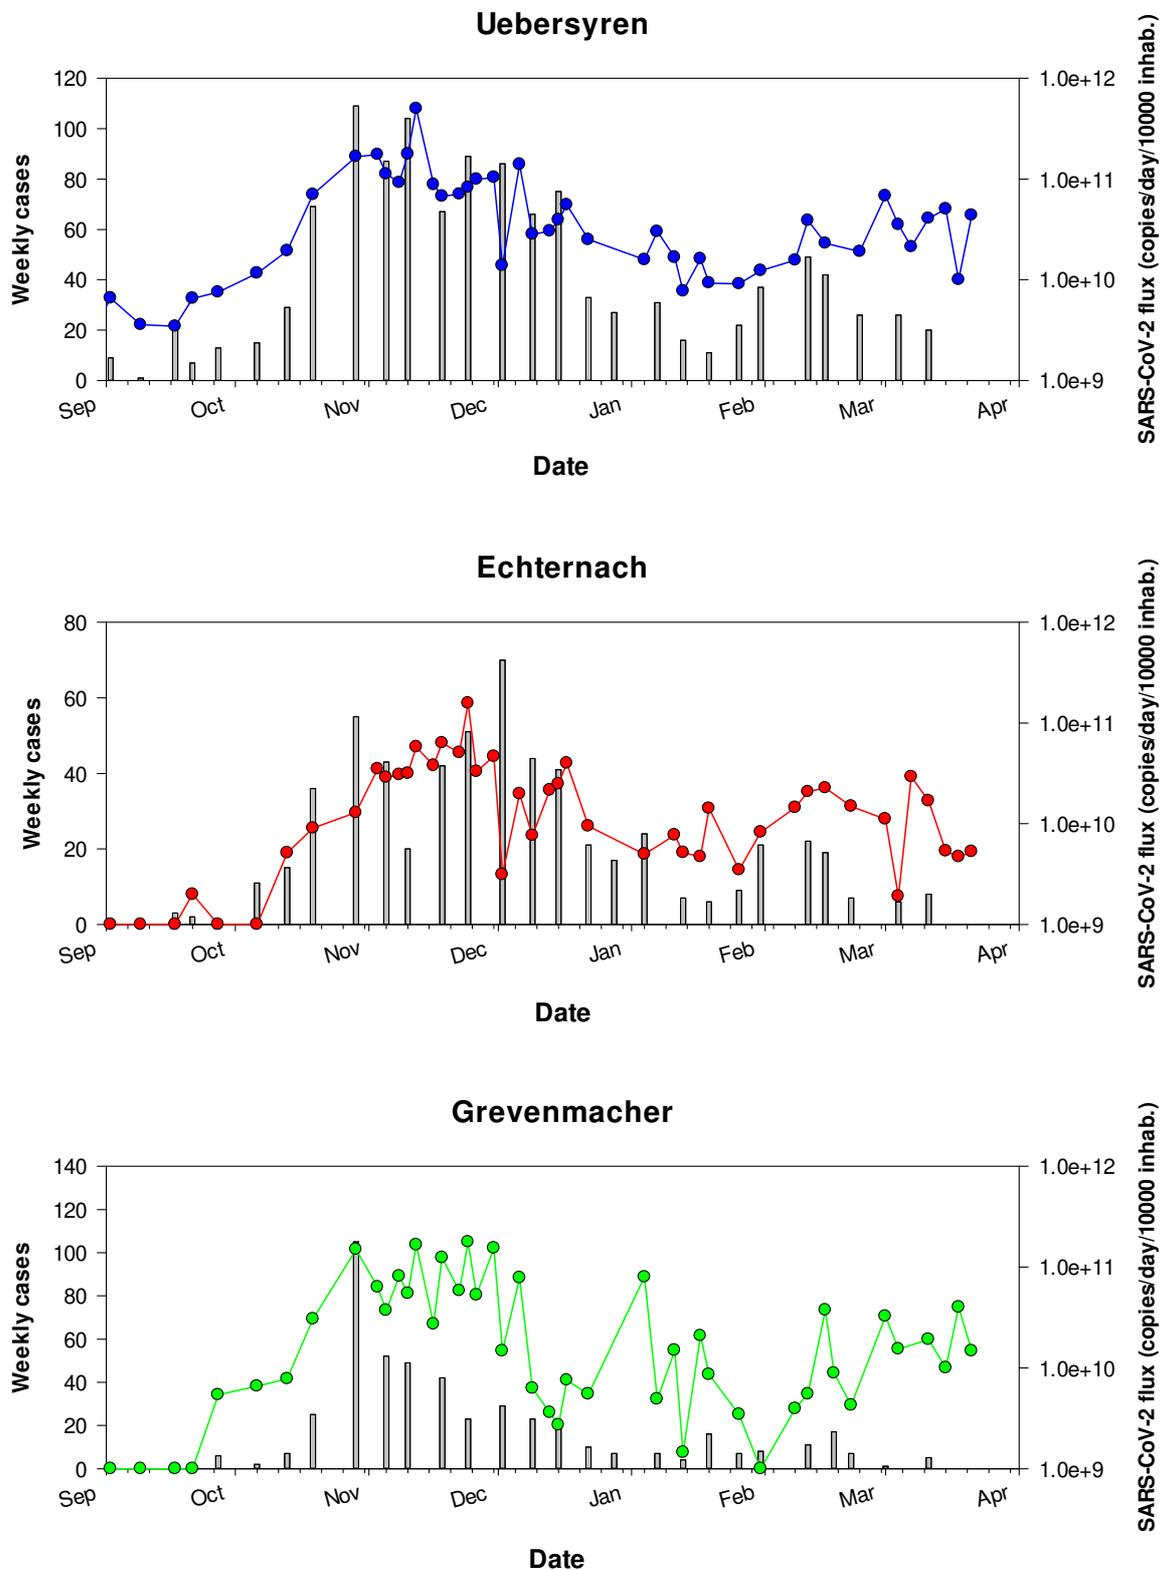 Uebersyren
120
100
80
60
40
20
0
Weekly cases
1.0e+12
1.0e+11
1.0e+10
1.0e+9
SARS-CoV-2 flux (copies/day/10000 inhab.)
Sep Oct Nov Dec Jan Feb Mar Apr
Date
Echternach
80
60
40
20
0
Weekly cases
1.0e+12
1.0e+11
1.0e+10
1.0e+9
SARS-CoV-2 flux (copies/day/10000 inhab.)
Sep Oct Nov Dec Jan Feb Mar Apr
Date
Grevenmacher
140
120
100
80
60
40
20
0
Weekly cases
1.0e+12
1.0e+11
1.0e+10
1.0e+9
SARS-CoV-2 flux (copies/day/10000 inhab.)
Sep Oct Nov Dec Jan Feb Mar Apr
Date